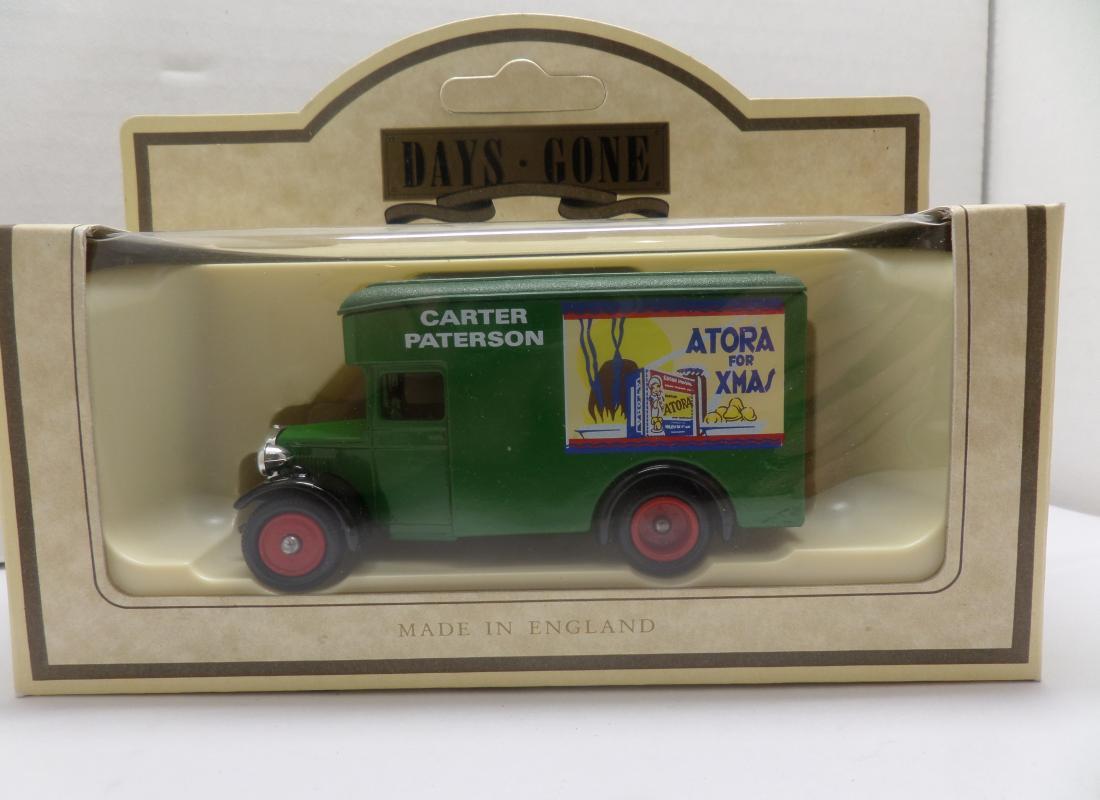 DAYS · GONE
CARTER
PATERSON
ATORA
FOR
XMAS
ATORA
MADE IN ENGLAND